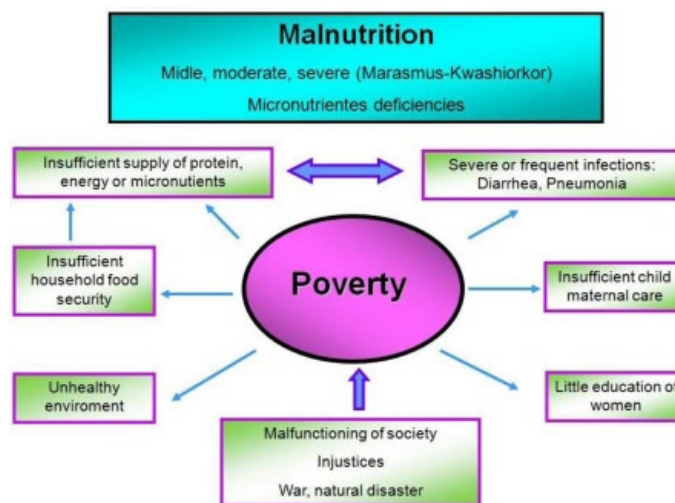 Malnutrition
Midle, moderate, severe (Marasmus-Kwashiorkor)
Micronutrientes deficiencies
Insufficient supply of protein,
energy or micronutients
Severe or frequent infections:
Diarrhea, Pneumonia
Insufficient
household food
security
Poverty
Insufficient child
maternal care
Unhealthy
enviroment
Little education of
women
Malfunctioning of society
Injustices
War, natural disaster